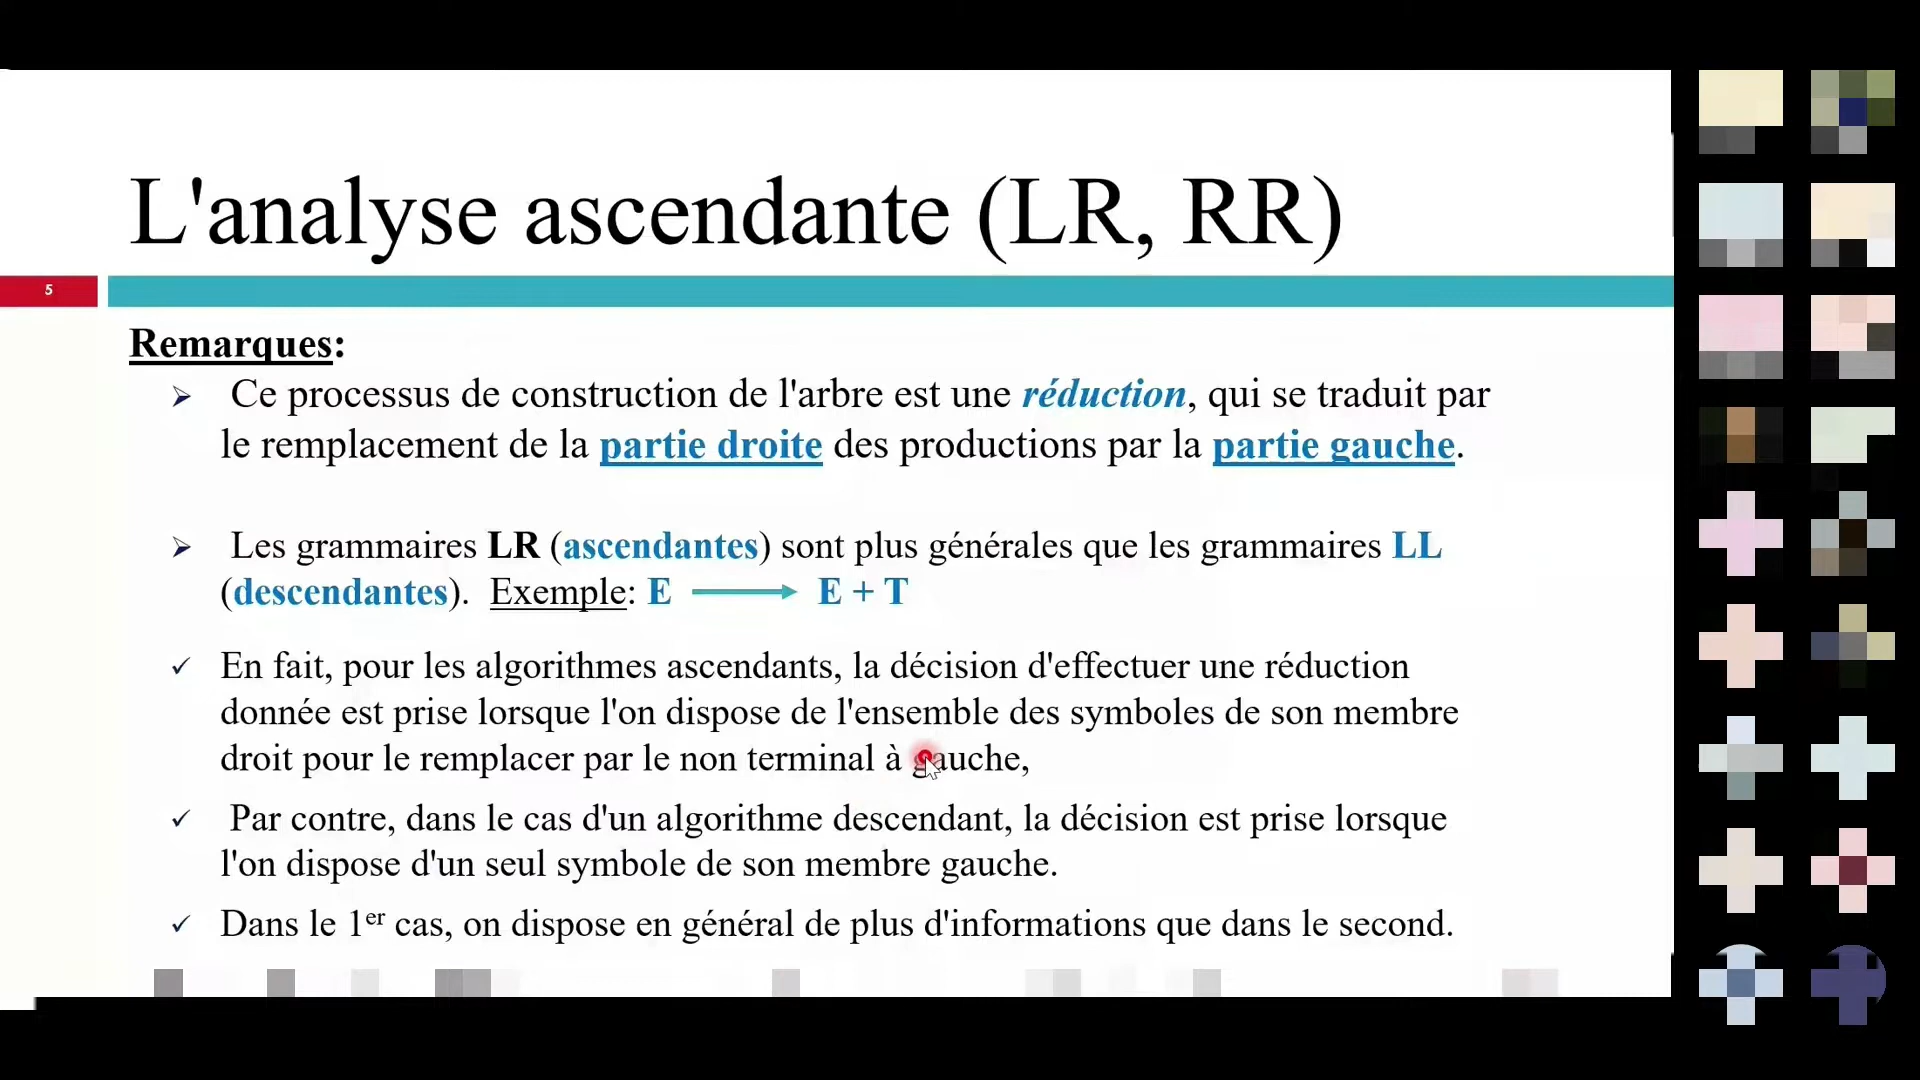 L'analyse ascendante (LR, RR)
5
Remarques:
Ce processus de construction de l'arbre est une réduction, qui se traduit par
le remplacement de la partie droite des productions par la partie gauche.
Les grammaires LR (ascendantes) sont plus générales que les grammaires LL
(descendantes). Exemple: E → E + T
En fait, pour les algorithmes ascendants, la décision d'effectuer une réduction
donnée est prise lorsque l'on dispose de l'ensemble des symboles de son membre
droit pour le remplacer par le non terminal à gauche,
Par contre, dans le cas d'un algorithme descendant, la décision est prise lorsque
l'on dispose d'un seul symbole de son membre gauche.
Dans le 1er cas, on dispose en général de plus d'informations que dans le second.